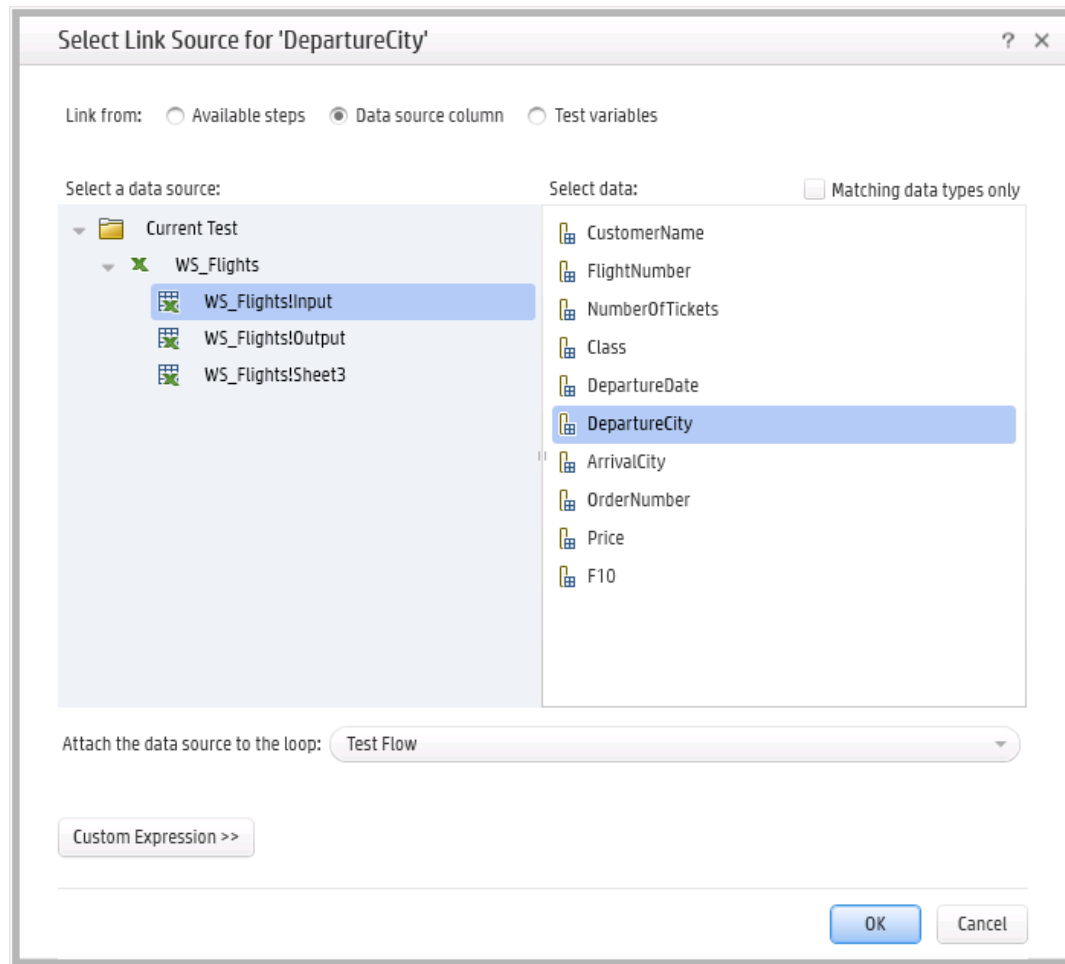 Select Link Source for 'DepartureCity'
? ×
Link from: Available steps Data source column Test variables
Select a data source:
Current Test
WS_Flights
WS_Flights!Input
WS_Flights!Output
WS_Flights!Sheet3
Select data: Matching data types only
CustomerName
FlightNumber
NumberOfTickets
Class
DepartureDate
DepartureCity
ArrivalCity
OrderNumber
Price
F10
Attach the data source to the loop: Test Flow
Custom Expression >>
OK Cancel